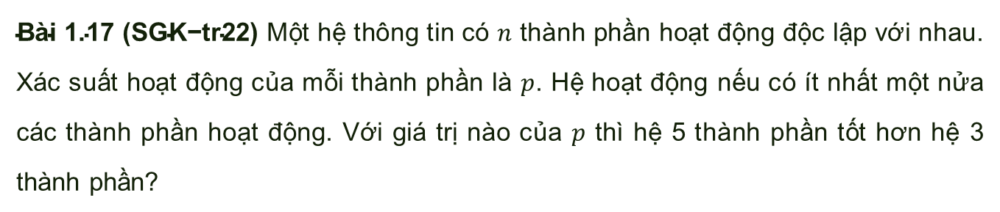 Bài 1.17 (SGK–tr22) Một hệ thông tin có n thành phần hoạt động độc lập với nhau.
Xác suất hoạt động của mỗi thành phần là p. Hệ hoạt động nếu có ít nhất một nửa
các thành phần hoạt động. Với giá trị nào của p thì hệ 5 thành phần tốt hơn hệ 3
thành phần?